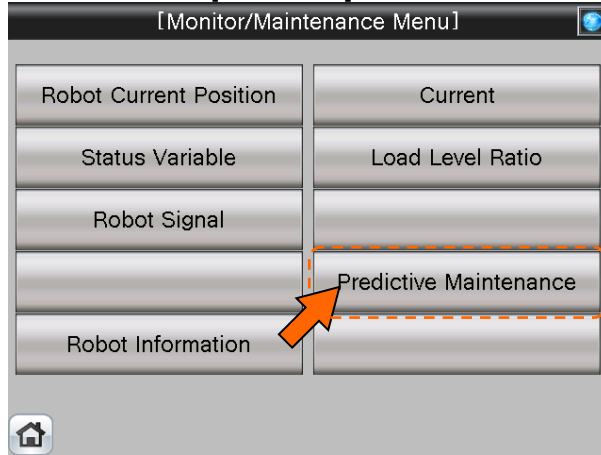 [Monitor/Maintenance Menu]
Robot Current Position
Current
Status Variable
Load Level Ratio
Robot Signal
Predictive Maintenance
Robot Information